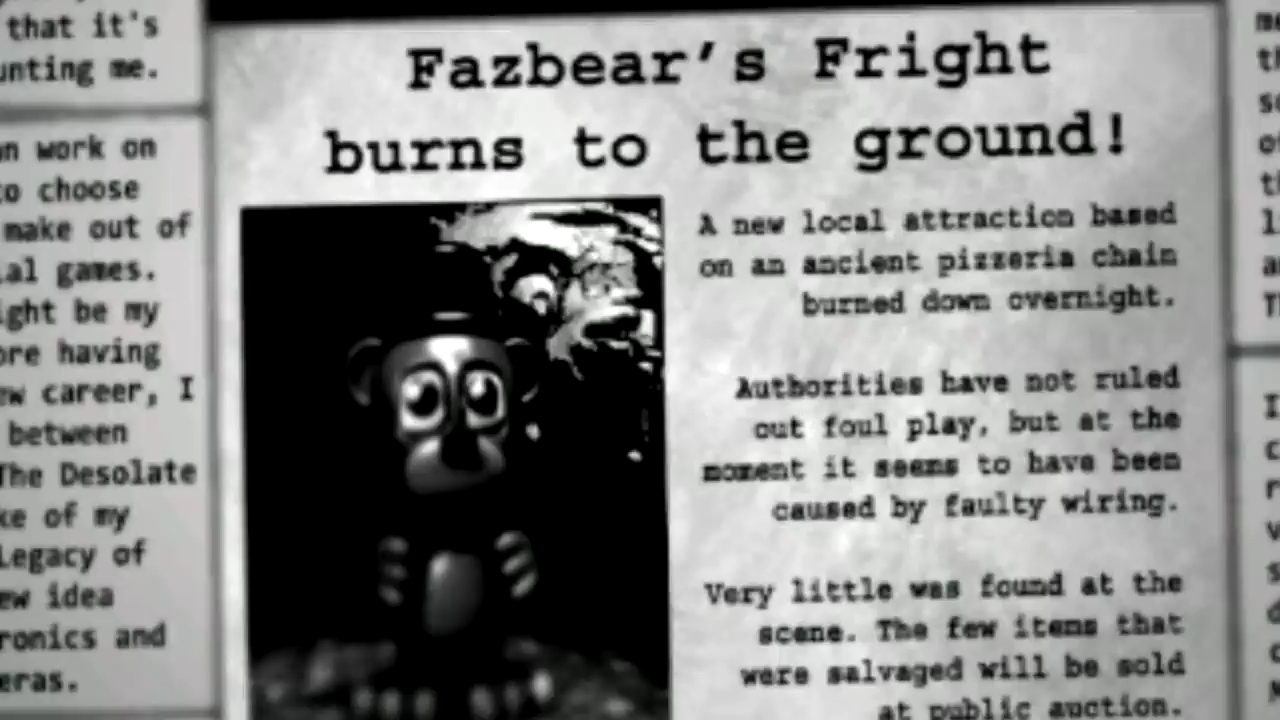 that it's
unting me.
an work on
to choose
make out of
ial games.
ight be my
ore having
ew career, I
between
The Desolate
ke of my
Legacy of
ew idea
ronics and
eras.
Fazbear's Fright
burns to the ground!
A new local attraction based
on an ancient pizzeria chain
burned down overnight.
Authorities have not ruled
out foul play, but at the
moment it seems to have been
caused by faulty wiring.
Very little was found at the
scene. The few items that
were salvaged will be sold
at public auction.